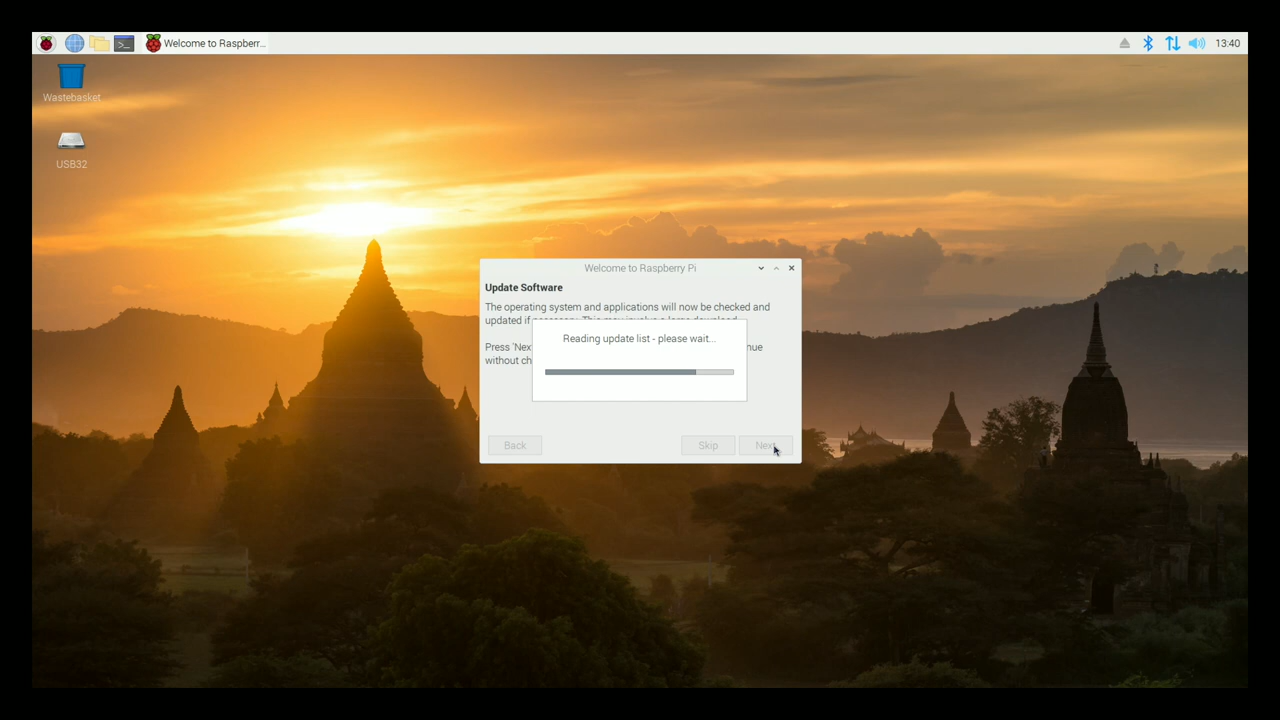 Welcome to Raspberr...
13:40
Wastebasket
USB32
Welcome to Raspberry Pi
Update Software
The operating system and applications will now be checked and
updated if
Reading update list - please wait...
Press 'Nex
without ch
Back
Skip
Next